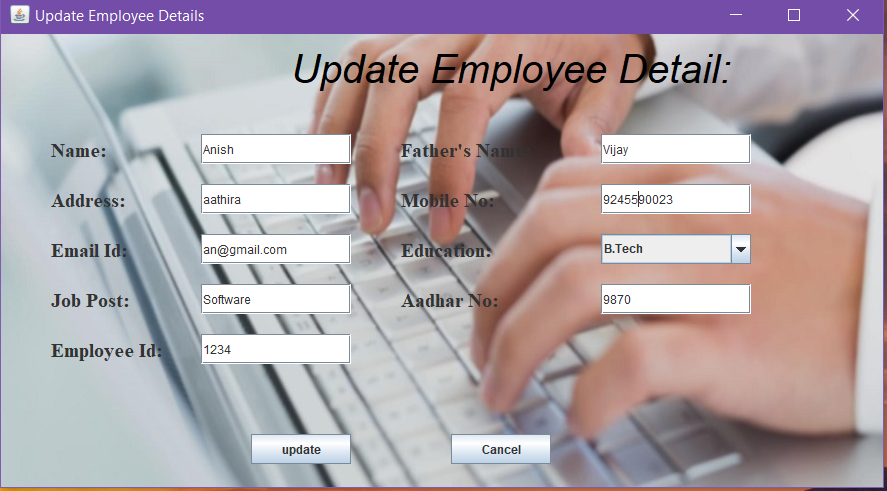 Update Employee Details
Update Employee Detail:
Name: Anish Father's Name: Vijay
Address: aathira Mobile No: 9245590023
Email Id: an@gmail.com Education: B.Tech
Job Post: Software Aadhar No: 9870
Employee Id: 1234
update Cancel